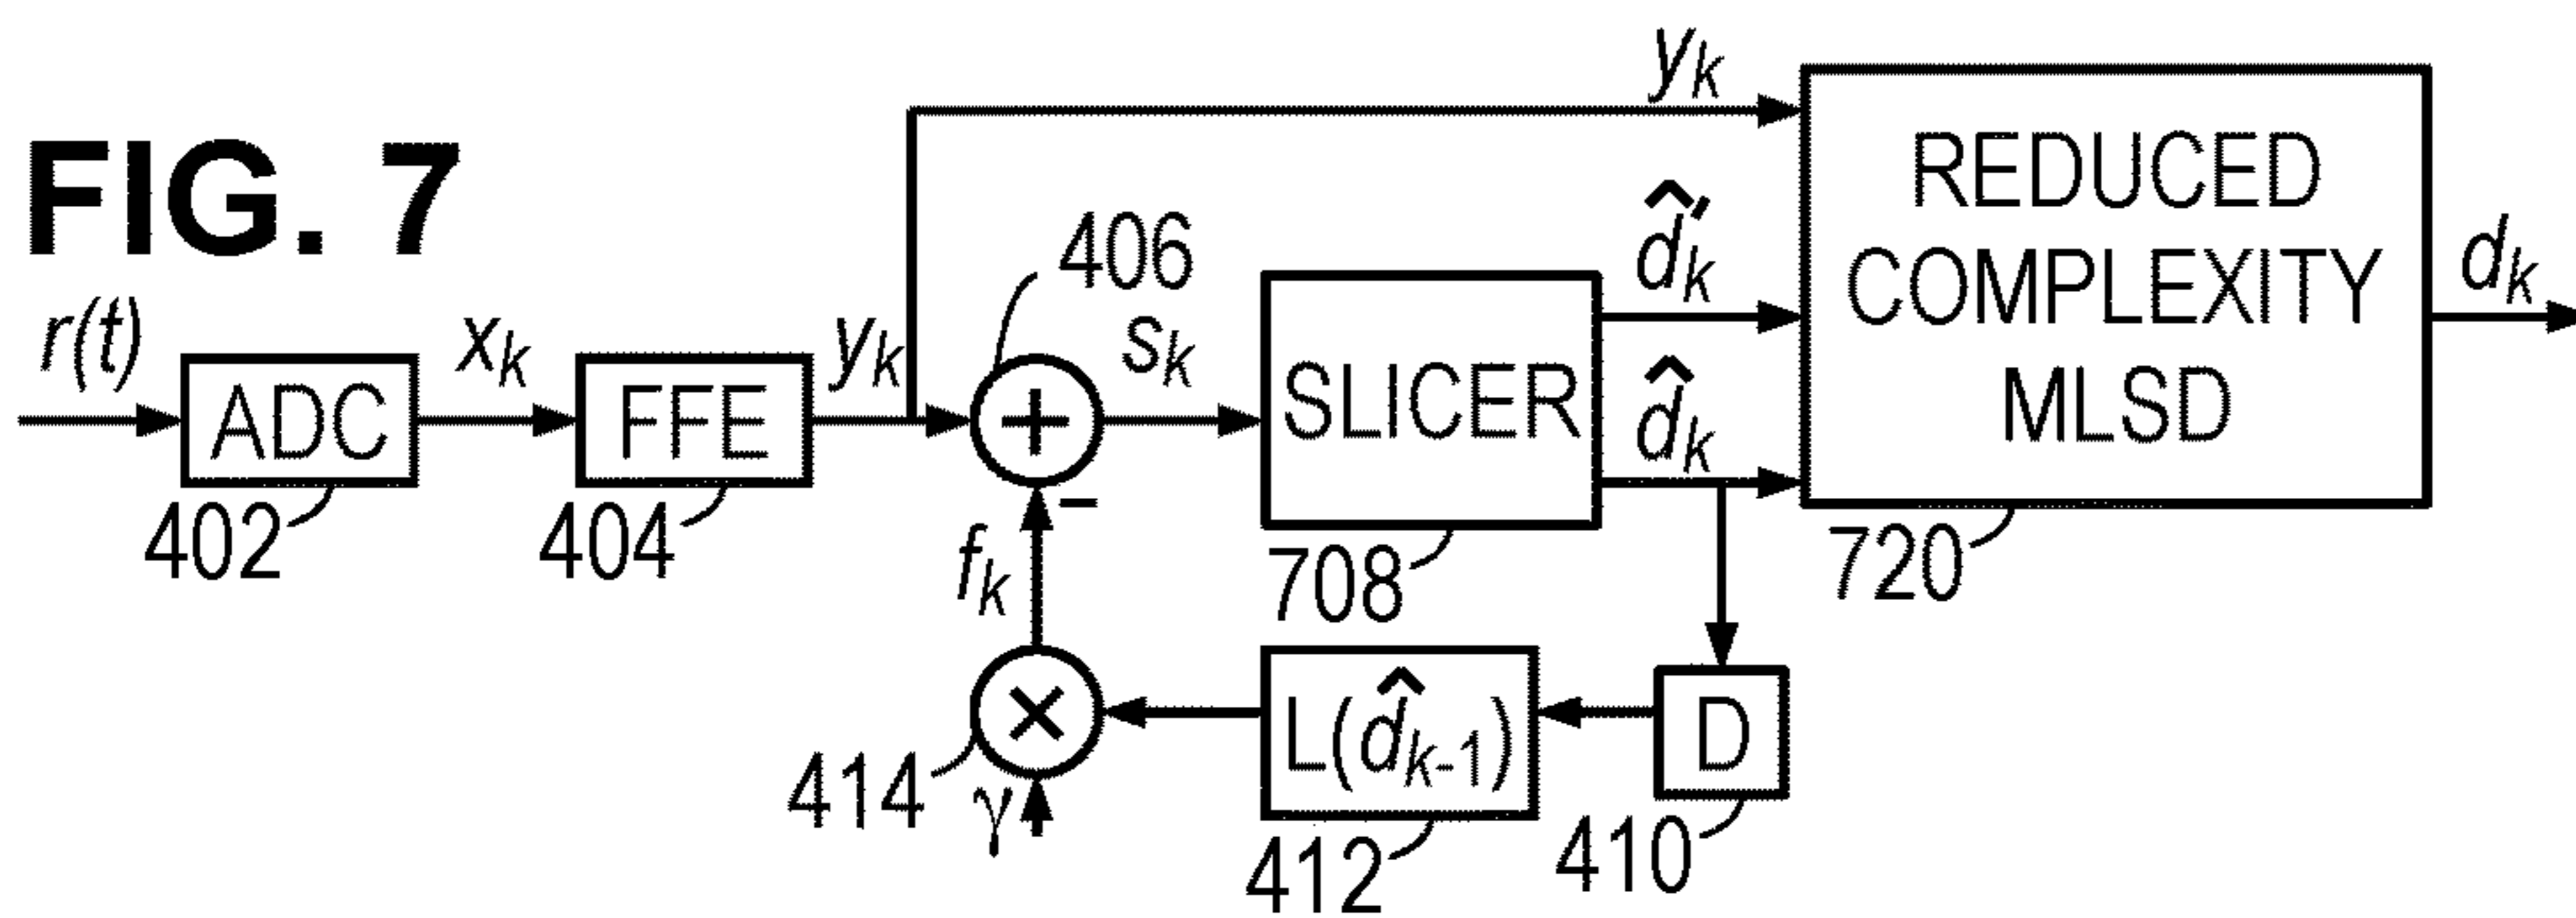 FIG. 7
r(t)
ADC
402
x_k
FFE
404
y_k
y_k
406
+
-
s_k
SLICER
708
d̂'_k
d̂_k
REDUCED
COMPLEXITY
MLSD
720
d_k
f_k
×
414
γ
L(d̂_{k-1})
412
D
410